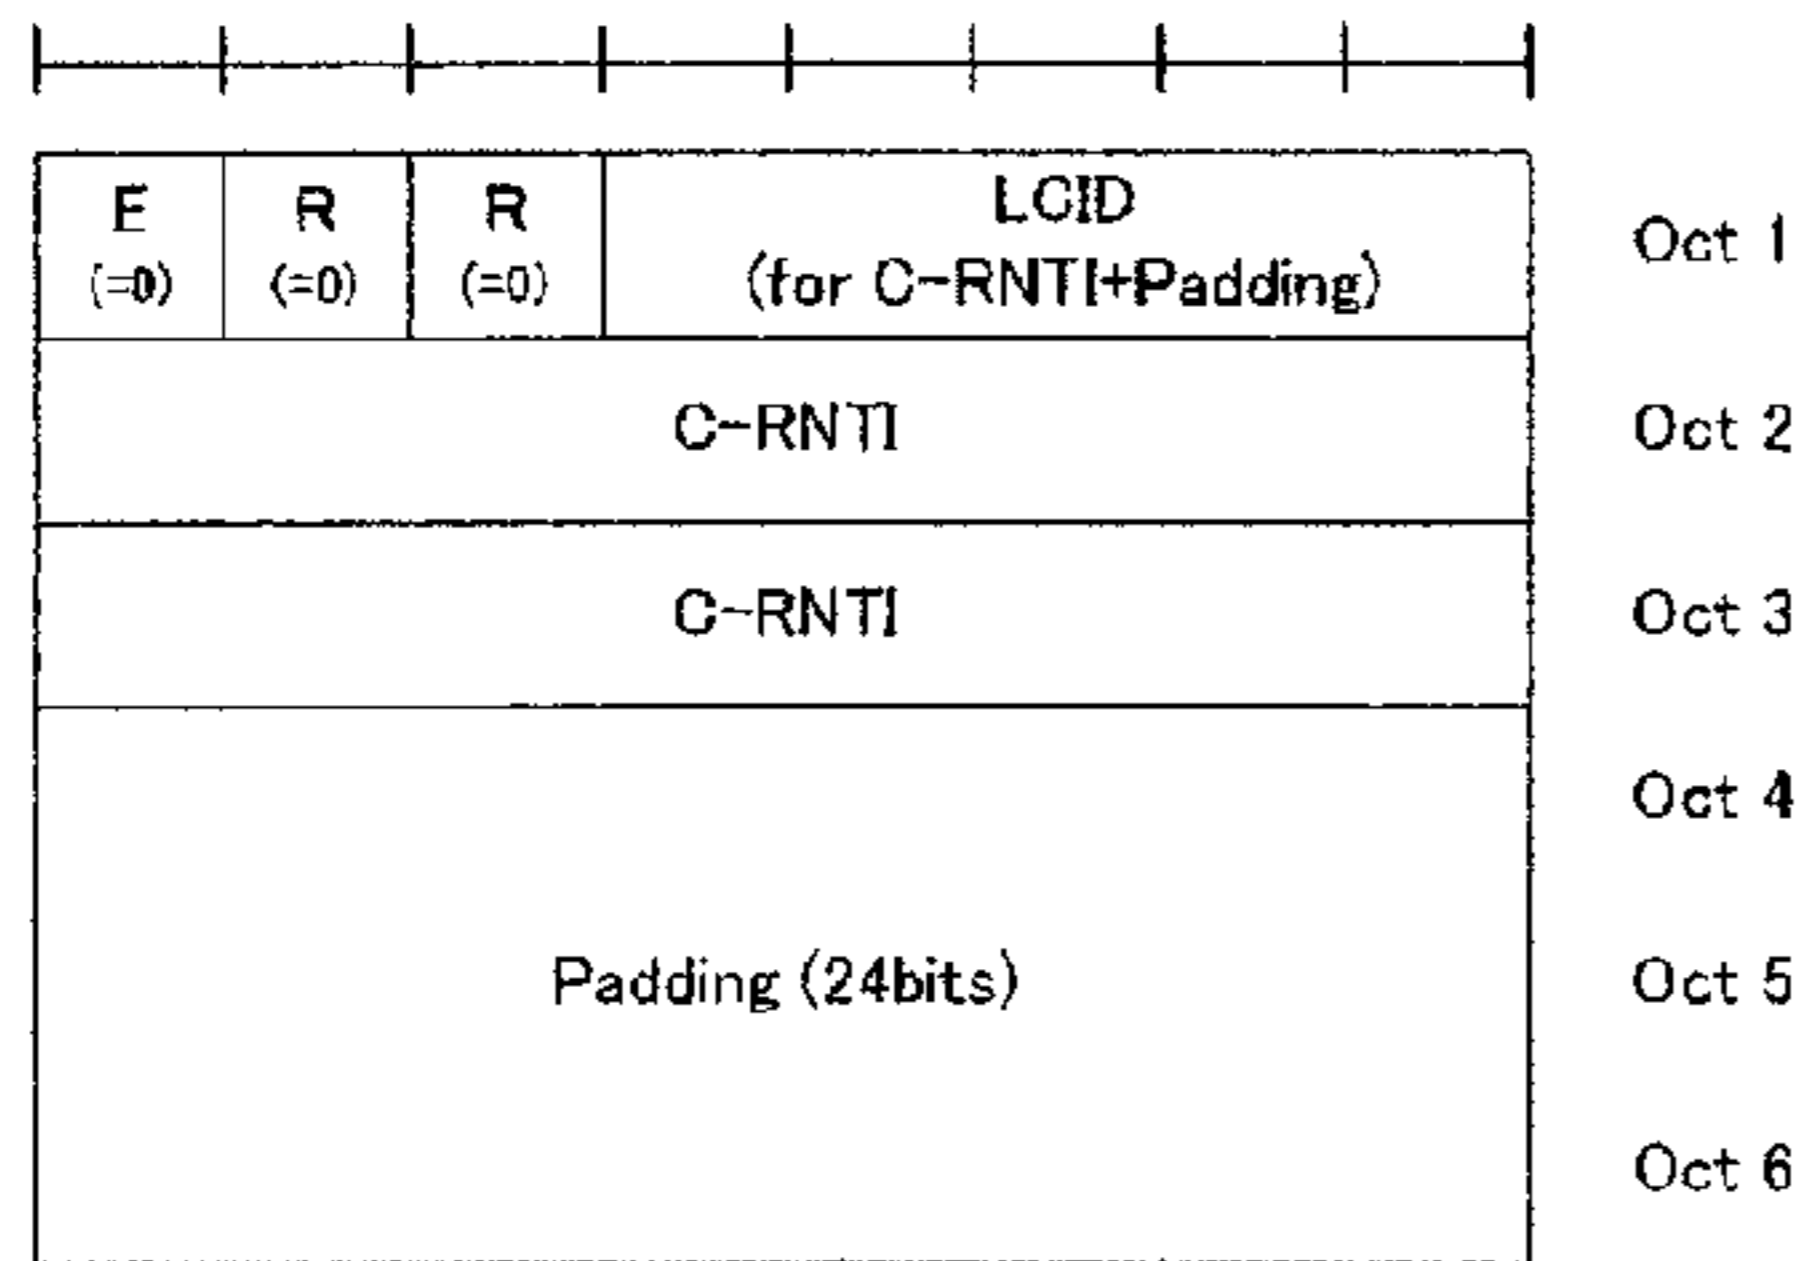 E R R LCID
(=0) (=0) (=0) (for C-RNTI+Padding)
Oct 1
C-RNTI Oct 2
C-RNTI Oct 3
Oct 4
Padding (24bits) Oct 5
Oct 6